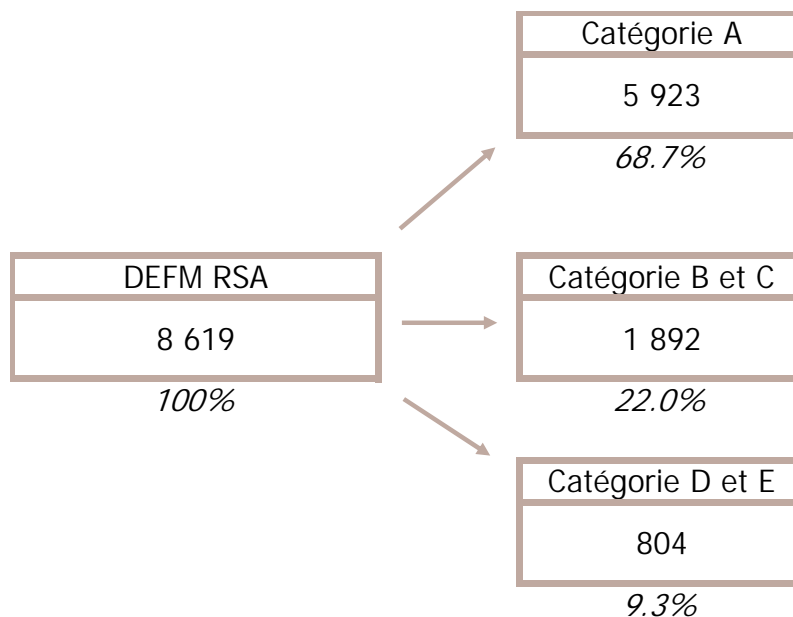 Catégorie A
5 923
68.7%
DEFM RSA
8 619
100%
Catégorie B et C
1 892
22.0%
Catégorie D et E
804
9.3%